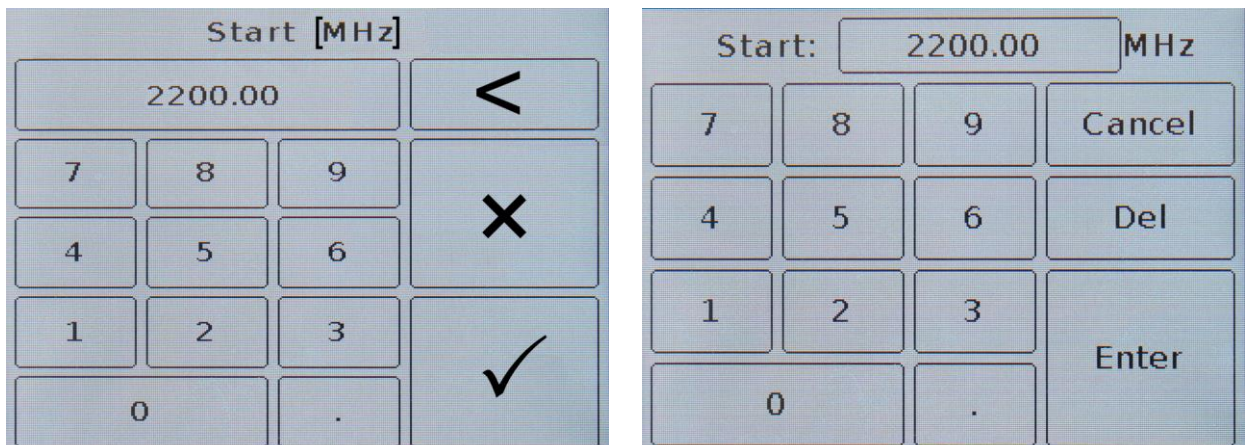 Start [MHz]
2200.00 <
7 8 9 ×
4 5 6
1 2 3 ✓
0 .
Start: 2200.00 MHz
7 8 9 Cancel
4 5 6 Del
1 2 3 Enter
0 .